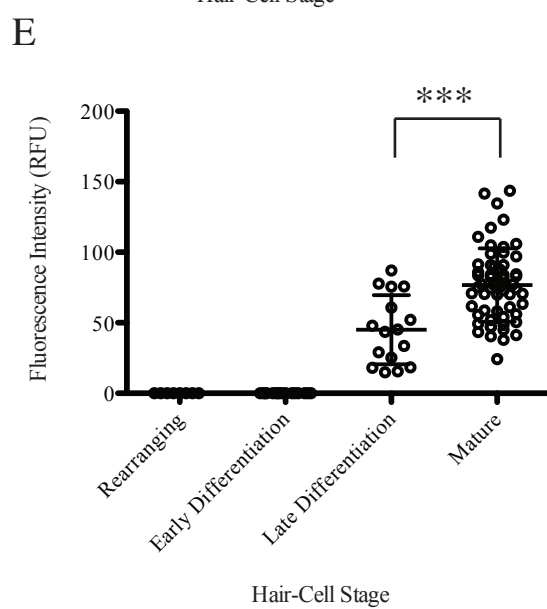 Hair-Cell Stage
E
***
200
150
100
50
0
Fluorescence Intensity (RFU)
Rearranging
Early Differentiation
Late Differentiation
Mature
Hair-Cell Stage